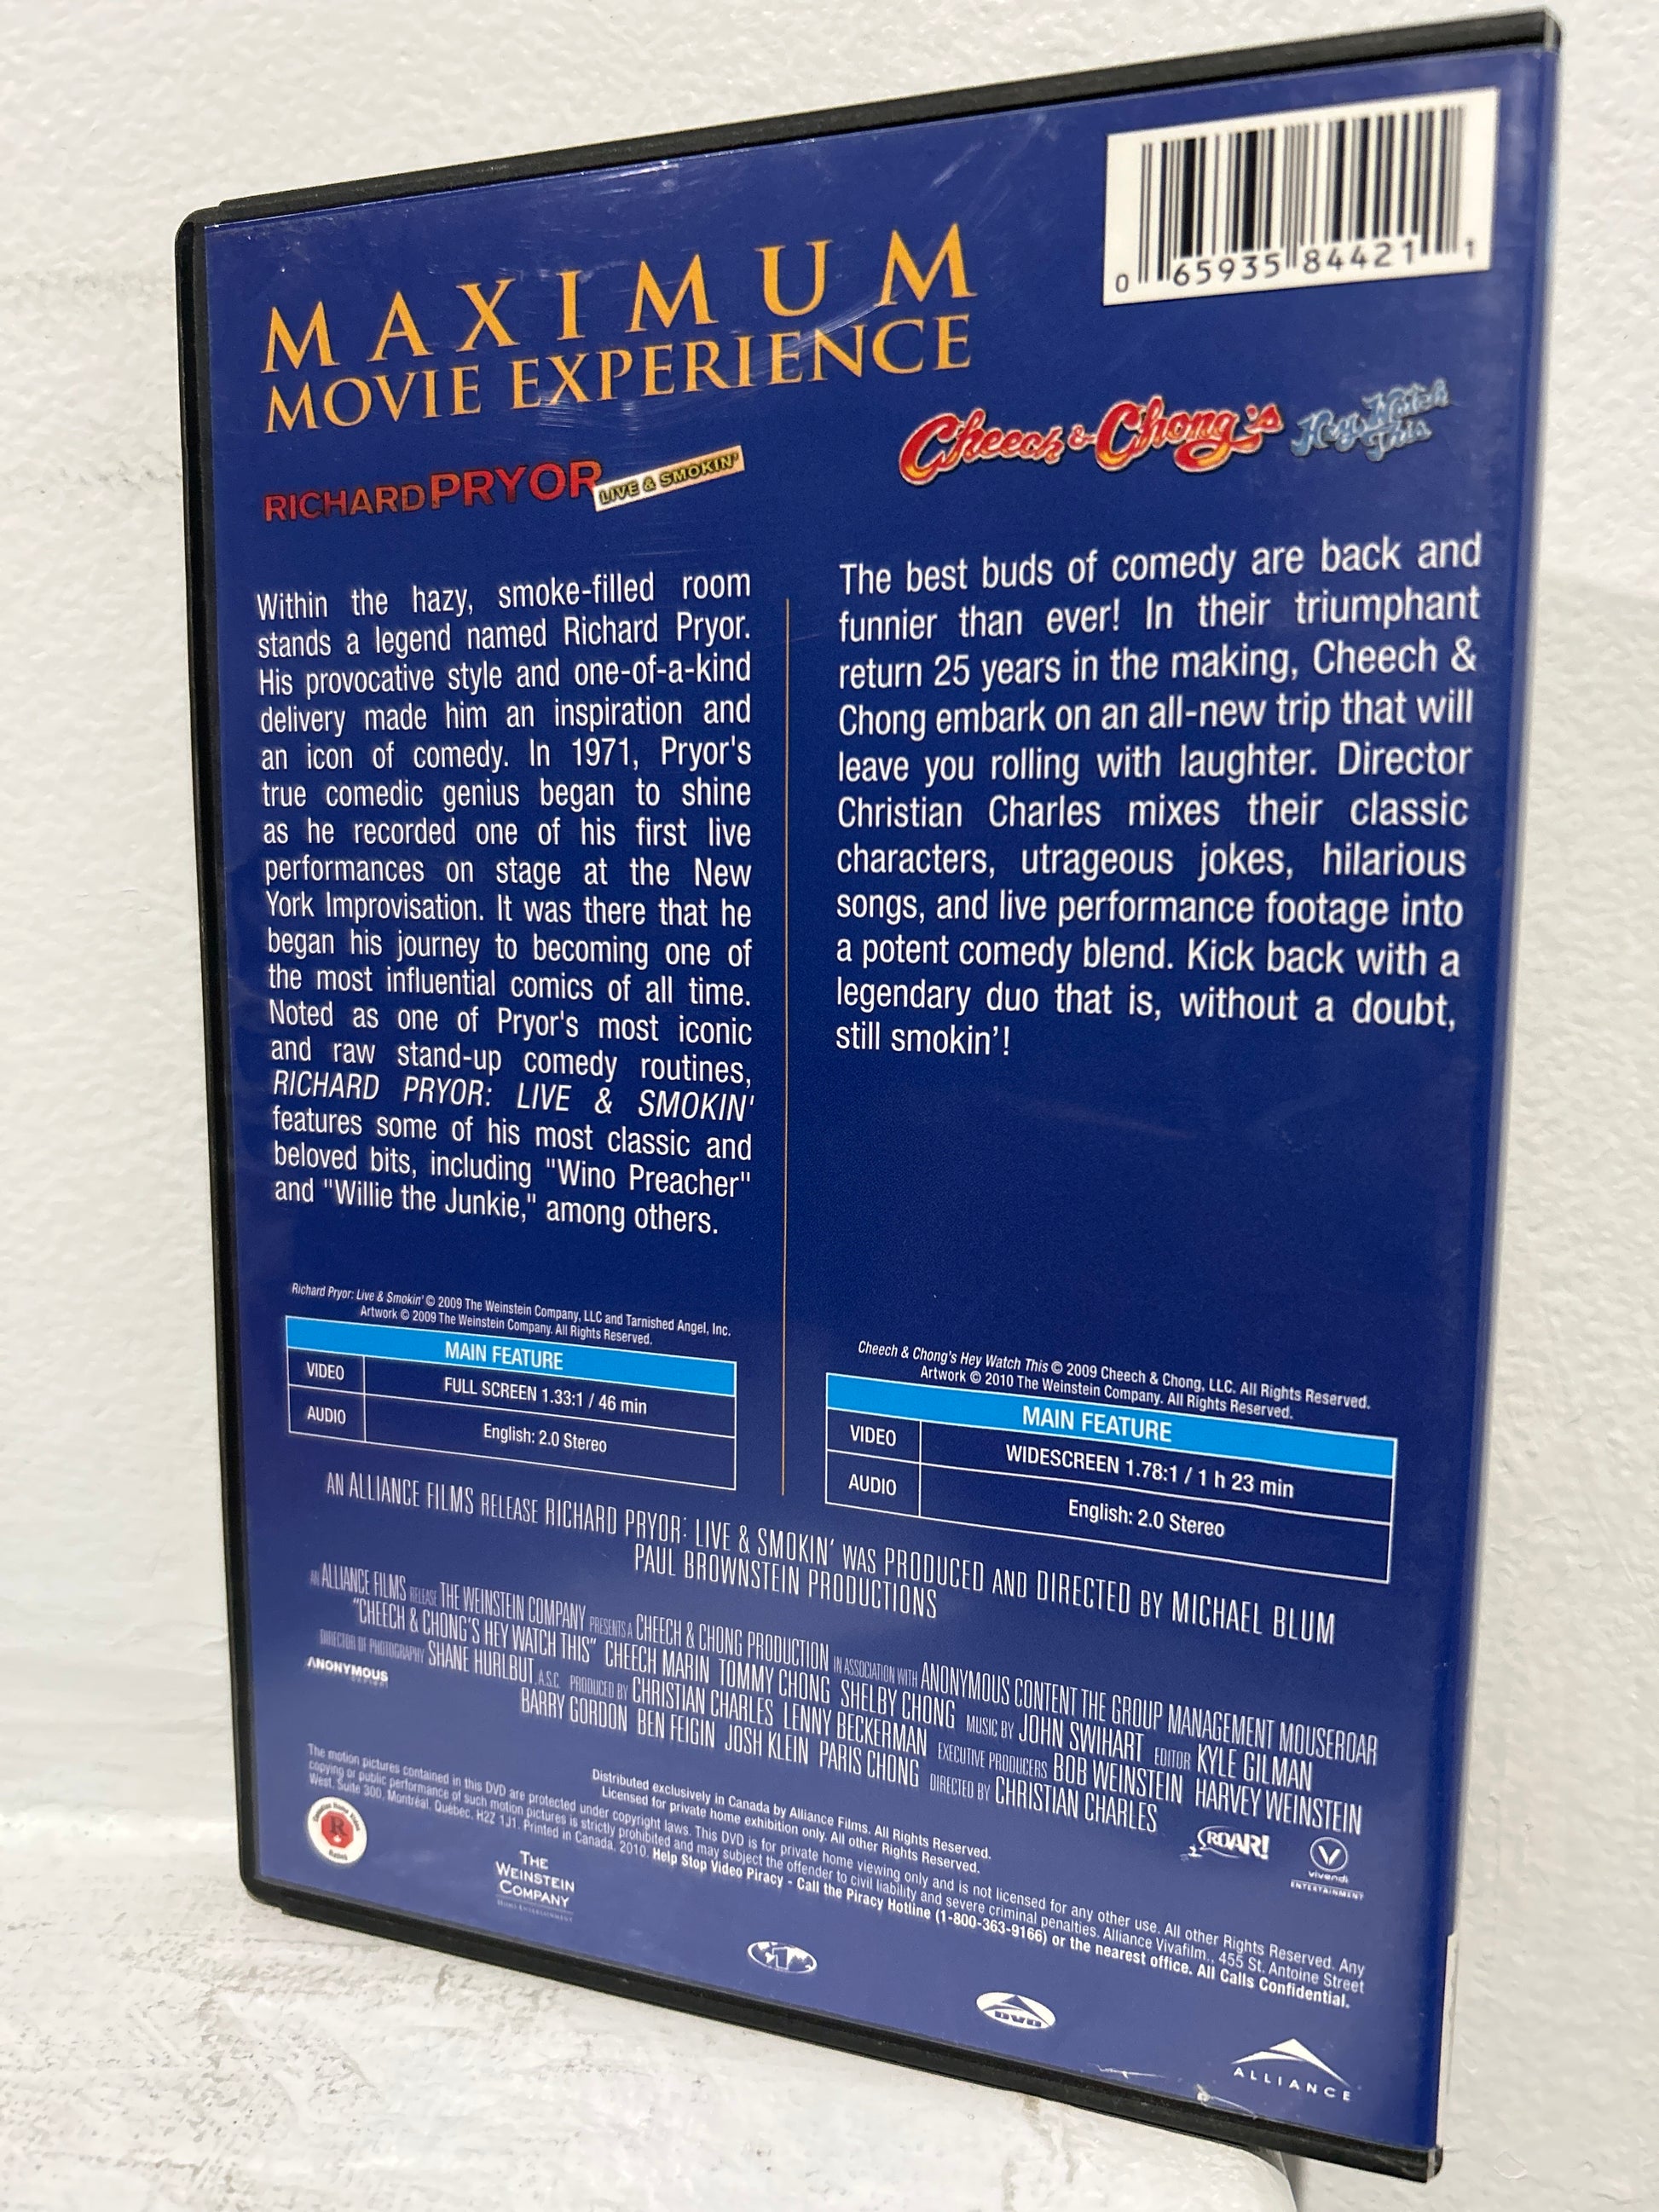 0 65935 84421 1
MAXIMUM
MOVIE EXPERIENCE
RICHARD PRYOR LIVE & SMOKIN'
Within the hazy, smoke-filled room
stands a legend named Richard Pryor.
His provocative style and one-of-a-kind
delivery made him an inspiration and
an icon of comedy. In 1971, Pryor's
true comedic genius began to shine
as he recorded one of his first live
performances on stage at the New
York Improvisation. It was there that he
began his journey to becoming one of
the most influential comics of all time.
Noted as one of Pryor's most iconic
and raw stand-up comedy routines,
RICHARD PRYOR: LIVE & SMOKIN'
features some of his most classic and
beloved bits, including "Wino Preacher"
and "Willie the Junkie," among others.
Richard Pryor: Live & Smokin' © 2009 The Weinstein Company, LLC and Tarnished Angel, Inc.
Artwork © 2009 The Weinstein Company. All Rights Reserved.
MAIN FEATURE
VIDEO FULL SCREEN 1.33:1 / 46 min
AUDIO English: 2.0 Stereo
Cheech & Chong's Hey Watch This
The best buds of comedy are back and
funnier than ever! In their triumphant
return 25 years in the making, Cheech &
Chong embark on an all-new trip that will
leave you rolling with laughter. Director
Christian Charles mixes their classic
characters, utrageous jokes, hilarious
songs, and live performance footage into
a potent comedy blend. Kick back with a
legendary duo that is, without a doubt,
still smokin'!
Cheech & Chong's Hey Watch This © 2009 Cheech & Chong, LLC. All Rights Reserved.
Artwork © 2010 The Weinstein Company. All Rights Reserved.
MAIN FEATURE
VIDEO WIDESCREEN 1.78:1 / 1 h 23 min
AUDIO English: 2.0 Stereo
AN ALLIANCE FILMS RELEASE RICHARD PRYOR: LIVE & SMOKIN' WAS PRODUCED AND DIRECTED BY MICHAEL BLUM
PAUL BROWNSTEIN PRODUCTIONS
AN ALLIANCE FILMS RELEASE THE WEINSTEIN COMPANY PRESENTS A CHEECH & CHONG PRODUCTION IN ASSOCIATION WITH ANONYMOUS CONTENT THE GROUP MANAGEMENT MOUSEROAR
"CHEECH & CHONG'S HEY WATCH THIS" CHEECH MARIN TOMMY CHONG SHELBY CHONG MUSIC BY JOHN SWIHART EDITOR KYLE GILMAN
DIRECTOR OF PHOTOGRAPHY SHANE HURLBUT A.S.C. PRODUCED BY CHRISTIAN CHARLES LENNY BECKERMAN EXECUTIVE PRODUCERS BOB WEINSTEIN HARVEY WEINSTEIN
BARRY GORDON BEN FEIGIN JOSH KLEIN PARIS CHONG DIRECTED BY CHRISTIAN CHARLES
ANONYMOUS
ROAR!
vivendi
ENTERTAINMENT
Distributed exclusively in Canada by Alliance Films. All Rights Reserved.
Licensed for private home exhibition only. All other Rights Reserved.
The motion pictures contained in this DVD are protected under copyright laws. This DVD is for private home viewing only and is not licensed for any other use. All other Rights Reserved. Any
copying or public performance of such motion pictures is strictly prohibited and may subject the offender to civil liability and severe criminal penalties. Alliance Vivafilm., 455 St. Antoine Street
West, Suite 300, Montréal, Québec, H2Z 1J1. Printed in Canada, 2010. Help Stop Video Piracy - Call the Piracy Hotline (1-800-363-9166) or the nearest office. All Calls Confidential.
R
THE
WEINSTEIN
COMPANY
HOME ENTERTAINMENT
1
DVD
ALLIANCE